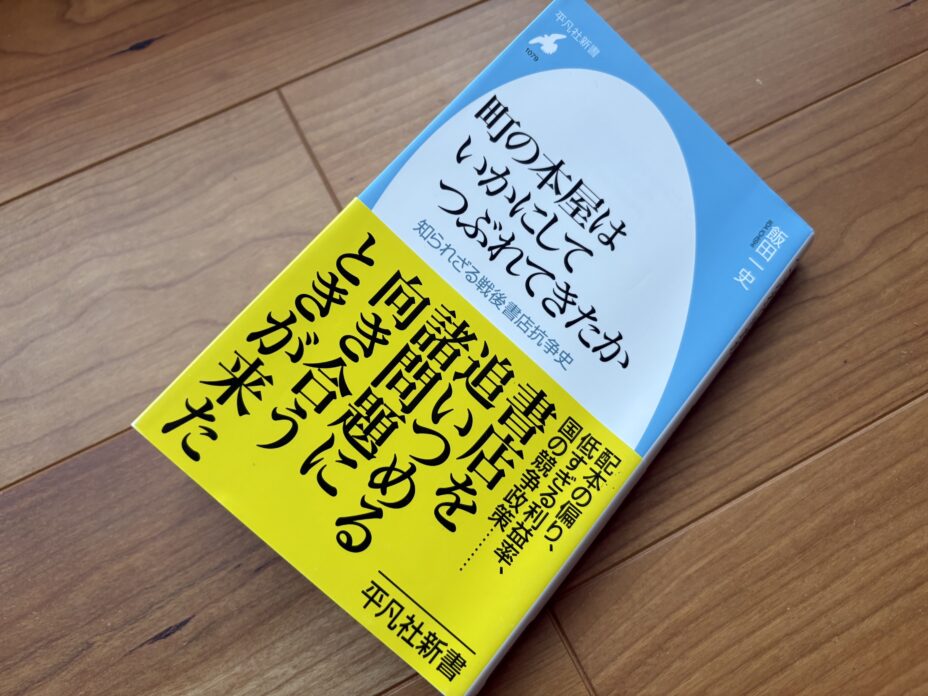 平凡社新書
1079
町の本屋は
いかにして
つぶれてきたか
知られざる戦後書店抗争史
飯田一史
IIDA ICHISHI
配本の偏り、
低すぎる利益率、
国の競争政策………
書店を
追いつめる
諸問題に
向き合う
ときが来た
平凡社新書